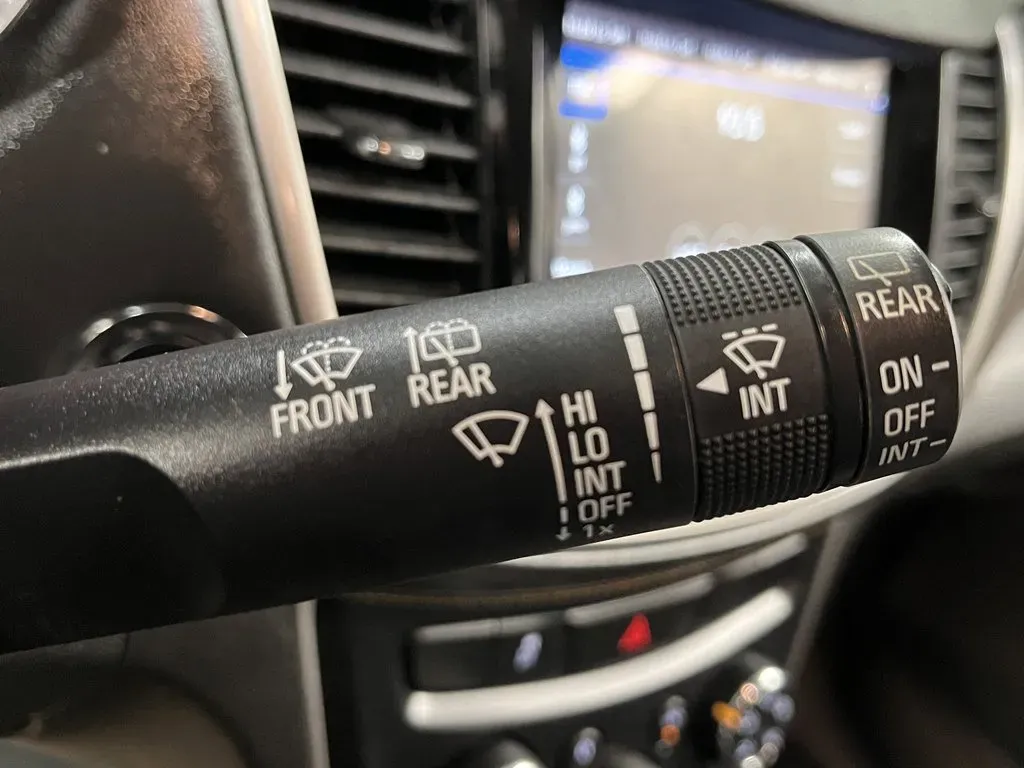 FRONT
REAR
HI
LO
INT
OFF
1x
INT
REAR
ON
OFF
INT